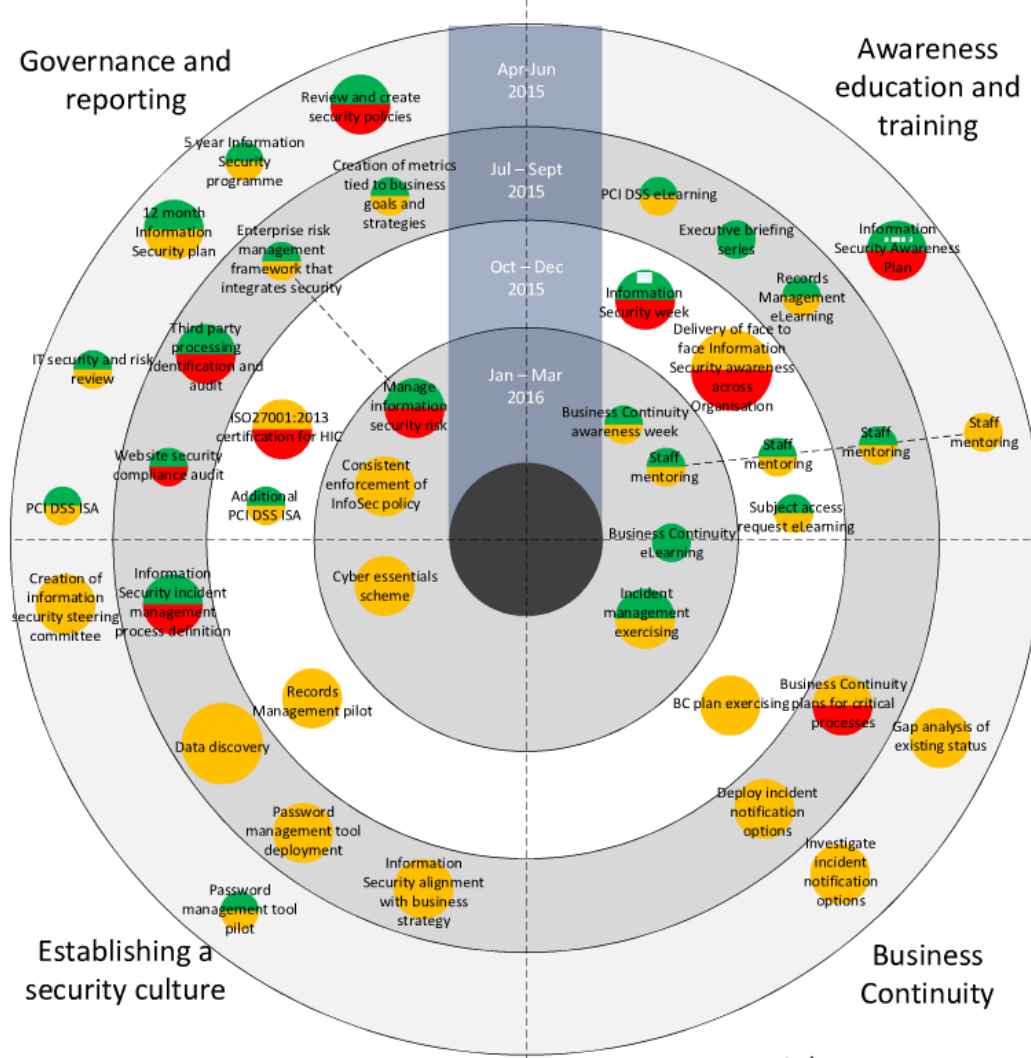 Governance and
reporting
Awareness
education and
training
Apr-Jun
2015
Jul – Sept
2015
Oct – Dec
2015
Jan – Mar
2016
Review and create
security policies
5 year Information
Security
programme
Creation of metrics
tied to business
goals and
strategies
12 month
Information
Security plan
Enterprise risk
management
framework that
integrates security
Third party
processing
identification and
audit
IT security and risk
review
ISO27001:2013
certification for HIC
Manage
information
security risk
Website security
compliance audit
Consistent
enforcement of
InfoSec policy
PCI DSS ISA
Additional
PCI DSS ISA
PCI DSS eLearning
Executive briefing
series
Information
Security Awareness
Plan
Records
Management
eLearning
Information
Security week
Delivery of face to
face Information
Security awareness
across
Organisation
Business Continuity
awareness week
Staff
mentoring
Staff
mentoring
Staff
mentoring
Staff
mentoring
Subject access
request eLearning
Business Continuity
eLearning
Creation of
information
security steering
committee
Information
Security incident
management
process definition
Cyber essentials
scheme
Incident
management
exercising
Records
Management pilot
Data discovery
Password
management tool
deployment
Information
Security alignment
with business
strategy
Password
management tool
pilot
BC plan exercising
Business Continuity
plans for critical
processes
Gap analysis of
existing status
Deploy incident
notification
options
Investigate
incident
notification
options
Establishing a
security culture
Business
Continuity